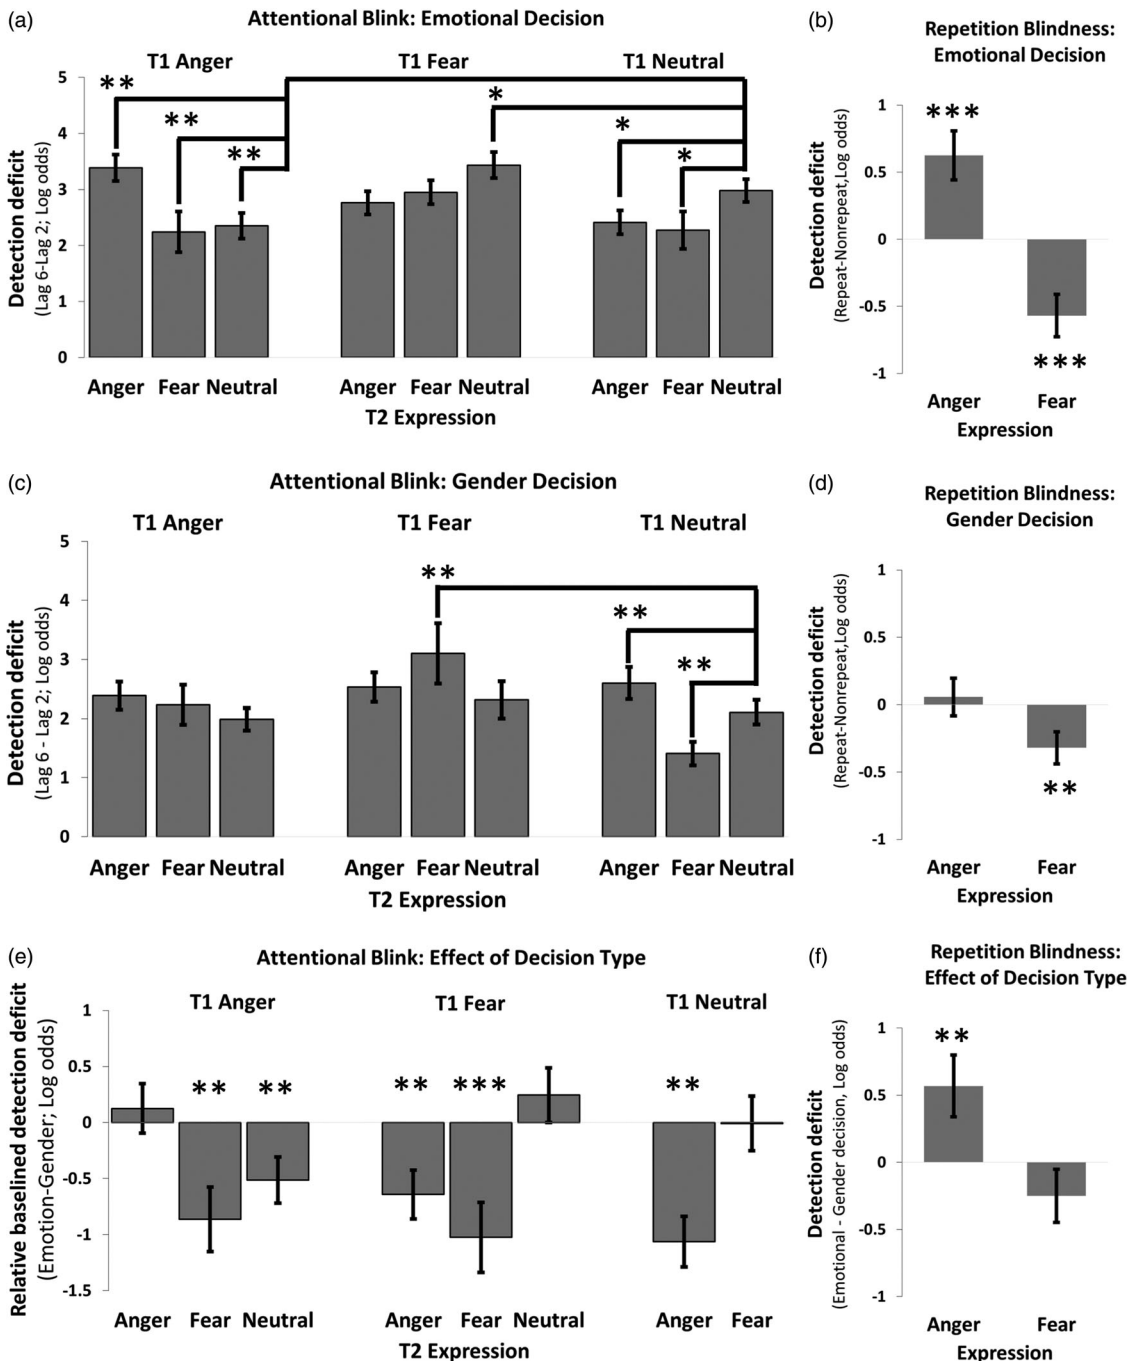 (a)
Attentional Blink: Emotional Decision
T1 Anger
T1 Fear
T1 Neutral
Detection deficit
(Lag 6-Lag 2; Log odds)
5
4
3
2
1
0
**
**
**
*
*
*
Anger Fear Neutral
Anger Fear Neutral
Anger Fear Neutral
T2 Expression
(b)
Repetition Blindness:
Emotional Decision
Detection deficit
(Repeat-Nonrepeat,Log odds)
1
0.5
0
-0.5
-1
***
***
Anger
Fear
Expression
(c)
Attentional Blink: Gender Decision
T1 Anger
T1 Fear
T1 Neutral
Detection deficit
(Lag 6 - Lag 2; Log odds)
5
4
3
2
1
0
**
**
**
Anger Fear Neutral
Anger Fear Neutral
Anger Fear Neutral
T2 Expression
(d)
Repetition Blindness:
Gender Decision
Detection deficit
(Repeat-Nonrepeat,Log odds)
1
0.5
0
-0.5
-1
**
Anger
Fear
Expression
(e)
Attentional Blink: Effect of Decision Type
T1 Anger
T1 Fear
T1 Neutral
Relative baselined detection deficit
(Emotion-Gender; Log odds)
1
0.5
0
-0.5
-1
-1.5
**
**
**
***
**
Anger Fear Neutral
Anger Fear Neutral
Anger Fear
T2 Expression
(f)
Repetition Blindness:
Effect of Decision Type
Detection deficit
(Emotional - Gender decision, Log odds)
1
0.5
0
-0.5
-1
**
Anger
Fear
Expression